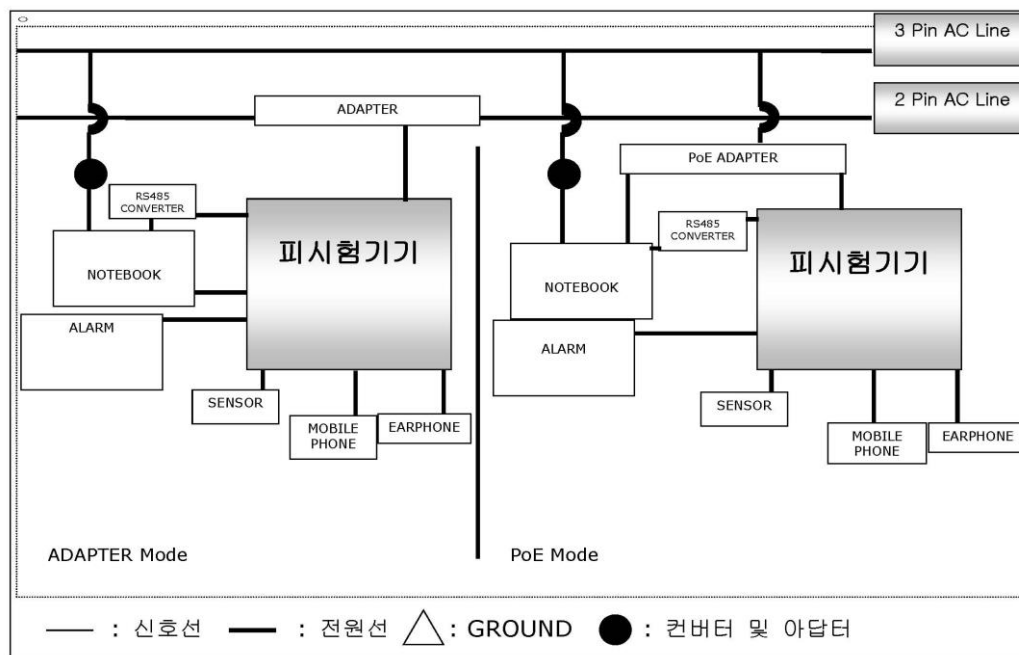 3 Pin AC Line
2 Pin AC Line
ADAPTER
PoE ADAPTER
RS485
CONVERTER
피시험기기
NOTEBOOK
ALARM
SENSOR
MOBILE
PHONE
EARPHONE
ADAPTER Mode
RS485
CONVERTER
피시험기기
NOTEBOOK
ALARM
SENSOR
MOBILE
PHONE
EARPHONE
PoE Mode
: 신호선 : 전원선 : GROUND : 컨버터 및 아답터